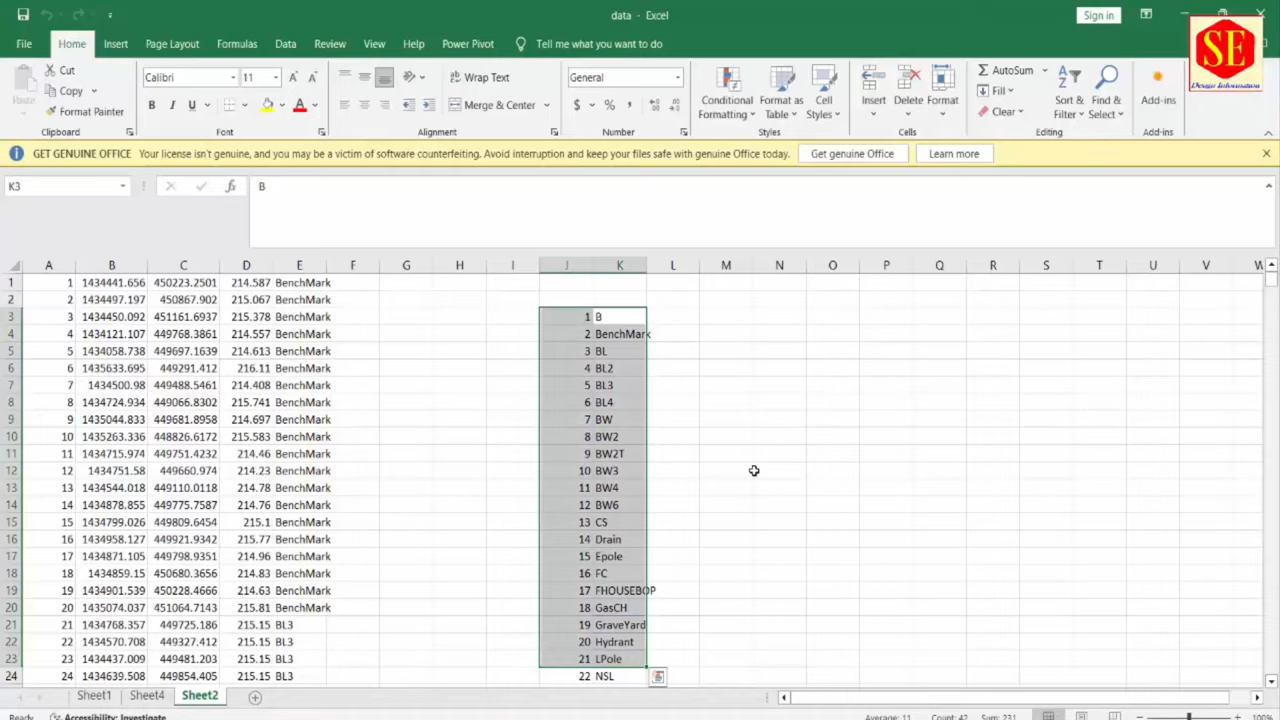 data - Excel
Sign in
SE
Design Information
File Home Insert Page Layout Formulas Data Review View Help Power Pivot Tell me what you want to do
Cut
Copy
Format Painter
Paste
Clipboard
Calibri 11
B I U
Font
Wrap Text
Merge & Center
Alignment
General
$ % ,
Number
Conditional Formatting
Format as Table
Cell Styles
Styles
Insert Delete Format
Cells
AutoSum
Fill
Clear
Sort & Filter
Find & Select
Editing
Add-ins
Add-ins
GET GENUINE OFFICE Your license isn't genuine, and you may be a victim of software counterfeiting. Avoid interruption and keep your files safe with genuine Office today. Get genuine Office Learn more
K3 fx B
A B C D E F G H I J K L M N O P Q R S T U V W
1 1 1434441.656 450223.2501 214.587 BenchMark
2 2 1434497.197 450867.902 215.067 BenchMark
3 3 1434450.092 451161.6937 215.378 BenchMark 1 B
4 4 1434121.107 449768.3861 214.557 BenchMark 2 BenchMark
5 5 1434058.738 449697.1639 214.613 BenchMark 3 BL
6 6 1435633.695 449291.412 216.11 BenchMark 4 BL2
7 7 1434500.98 449488.5461 214.408 BenchMark 5 BL3
8 8 1434724.934 449066.8302 215.741 BenchMark 6 BL4
9 9 1435044.833 449681.8958 214.697 BenchMark 7 BW
10 10 1435263.336 448826.6172 215.583 BenchMark 8 BW2
11 11 1434715.974 449751.4232 214.46 BenchMark 9 BW2T
12 12 1434751.58 449660.974 214.23 BenchMark 10 BW3
13 13 1434544.018 449110.0118 214.78 BenchMark 11 BW4
14 14 1434878.855 449775.7587 214.76 BenchMark 12 BW6
15 15 1434799.026 449809.6454 215.1 BenchMark 13 CS
16 16 1434958.127 449921.9342 215.77 BenchMark 14 Drain
17 17 1434871.105 449798.9351 214.96 BenchMark 15 Epole
18 18 1434859.15 450680.3656 214.83 BenchMark 16 FC
19 19 1434901.539 450228.4666 214.63 BenchMark 17 FHOUSEBOP
20 20 1435074.037 451064.7143 215.81 BenchMark 18 GasCH
21 21 1434768.357 449725.186 215.15 BL3 19 GraveYard
22 22 1434570.708 449327.412 215.15 BL3 20 Hydrant
23 23 1434437.009 449481.203 215.15 BL3 21 LPole
24 24 1434639.508 449854.405 215.15 BL3 22 NSL
Sheet1 Sheet4 Sheet2
Ready Accessibility: Investigate Average: 11 Count: 42 Sum: 231 100%